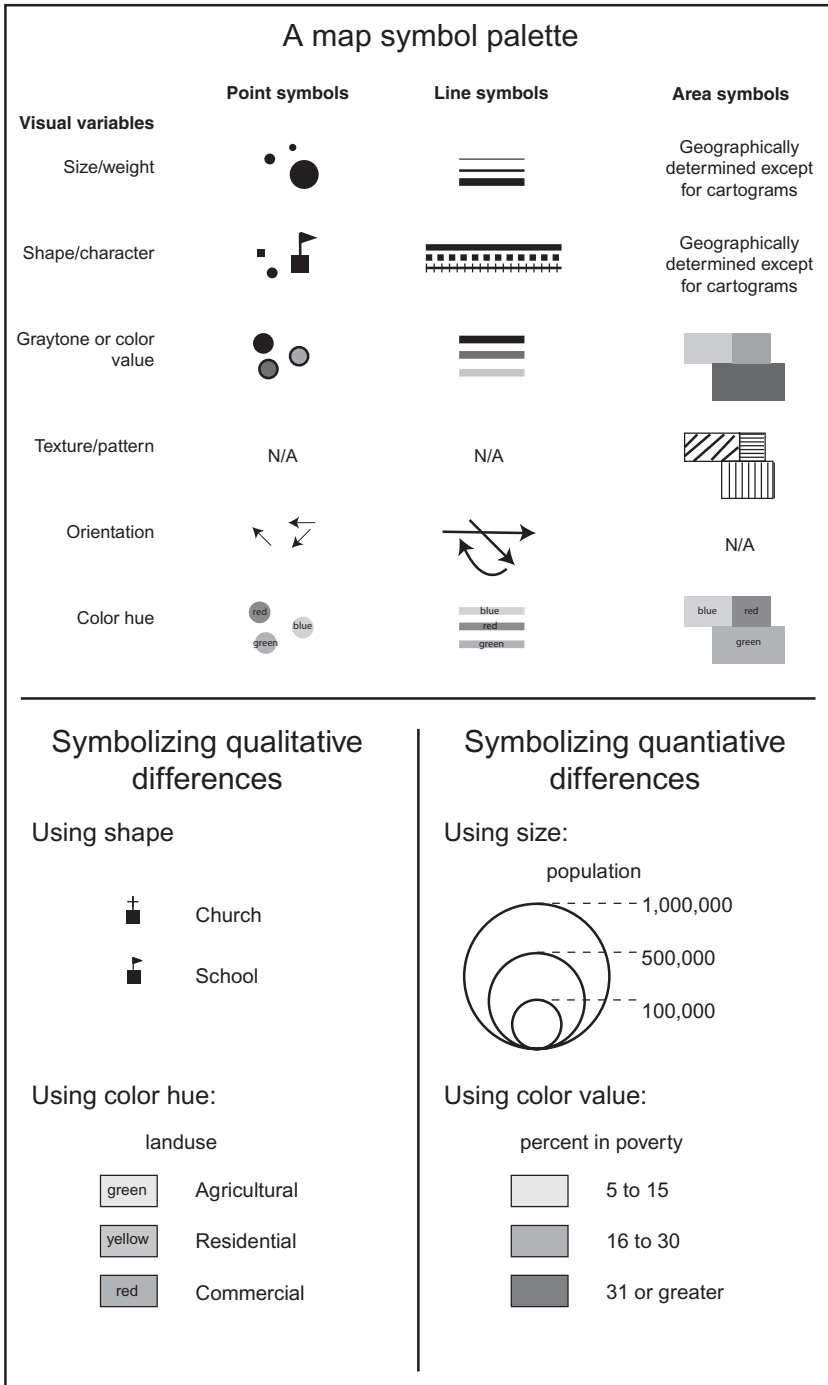 A map symbol palette
Point symbols
Line symbols
Area symbols
Visual variables
Size/weight
Geographically
determined except
for cartograms
Shape/character
Geographically
determined except
for cartograms
Graytone or color
value
Texture/pattern
N/A
N/A
Orientation
N/A
Color hue
red
blue
green
blue
red
green
blue
red
green
Symbolizing qualitative
differences
Using shape
Church
School
Using color hue:
landuse
green
Agricultural
yellow
Residential
red
Commercial
Symbolizing quantiative
differences
Using size:
population
1,000,000
500,000
100,000
Using color value:
percent in poverty
5 to 15
16 to 30
31 or greater